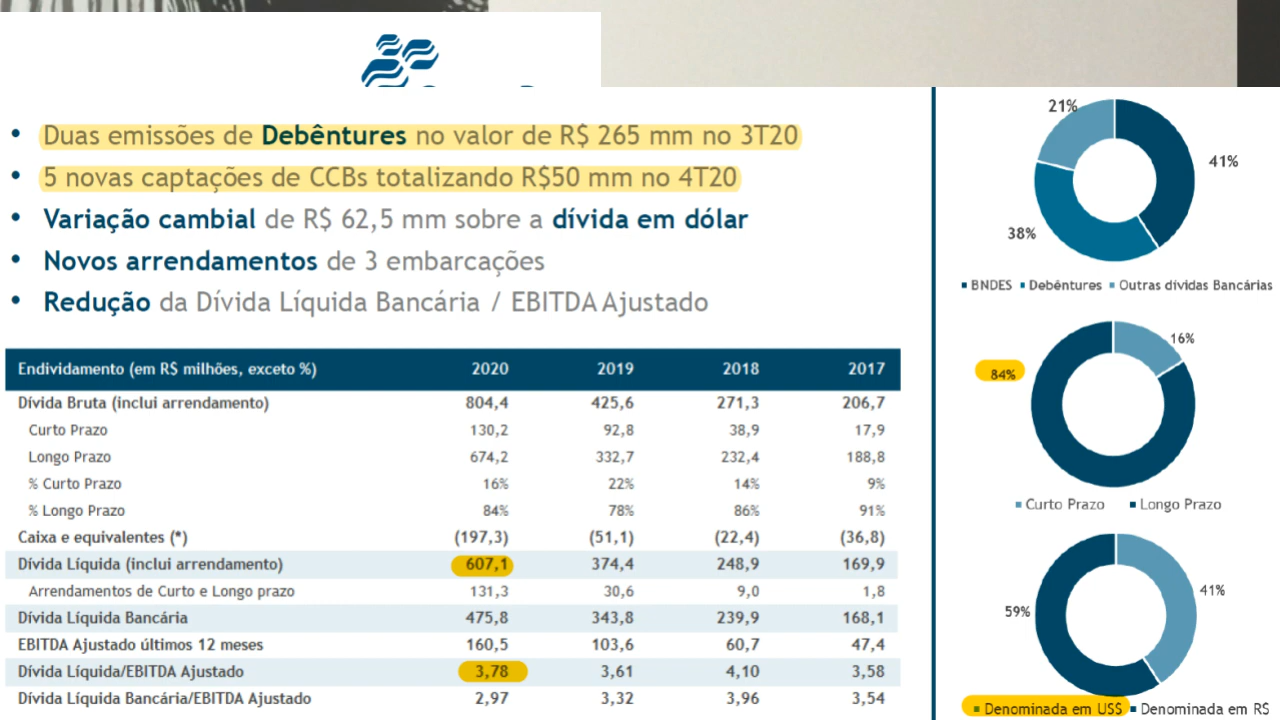 • Duas emissões de Debêntures no valor de R$ 265 mm no 3T20
• 5 novas captações de CCBs totalizando R$50 mm no 4T20
• Variação cambial de R$ 62,5 mm sobre a dívida em dólar
• Novos arrendamentos de 3 embarcações
• Redução da Dívida Líquida Bancária / EBITDA Ajustado
Endividamento (em R$ milhões, exceto %) 2020 2019 2018 2017
Dívida Bruta (inclui arrendamento) 804,4 425,6 271,3 206,7
Curto Prazo 130,2 92,8 38,9 17,9
Longo Prazo 674,2 332,7 232,4 188,8
% Curto Prazo 16% 22% 14% 9%
% Longo Prazo 84% 78% 86% 91%
Caixa e equivalentes (*) (197,3) (51,1) (22,4) (36,8)
Dívida Líquida (inclui arrendamento) 607,1 374,4 248,9 169,9
Arrendamentos de Curto e Longo prazo 131,3 30,6 9,0 1,8
Dívida Líquida Bancária 475,8 343,8 239,9 168,1
EBITDA Ajustado últimos 12 meses 160,5 103,6 60,7 47,4
Dívida Líquida/EBITDA Ajustado 3,78 3,61 4,10 3,58
Dívida Líquida Bancária/EBITDA Ajustado 2,97 3,32 3,96 3,54
21%
41%
38%
BNDES Debêntures Outras dívidas Bancárias
16%
84%
Curto Prazo Longo Prazo
41%
59%
Denominada em US$ Denominada em R$